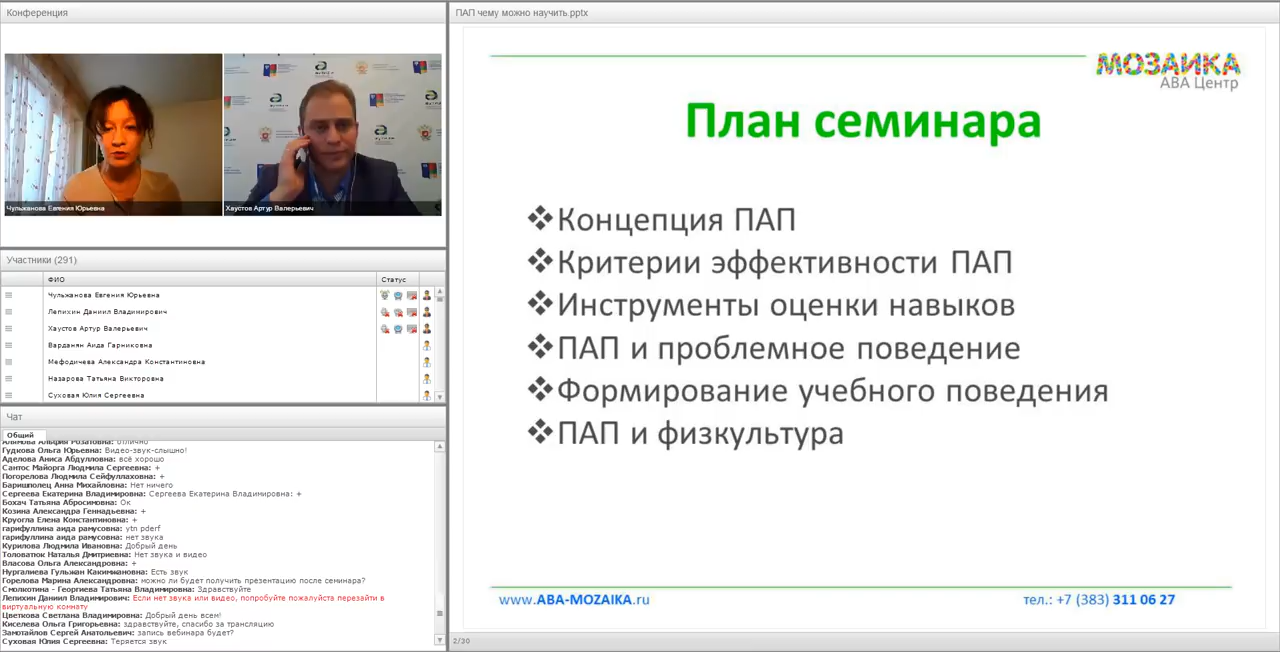 Конференция
Чульжанова Евгения Юрьевна
Хаустов Артур Валерьевич
Участники (291)
ФИО
Статус
Чульжанова Евгения Юрьевна
Лепихин Даниил Владимирович
Хаустов Артур Валерьевич
Варданян Аида Гарниковна
Мефодичева Александра Константиновна
Назарова Татьяна Викторовна
Суховая Юлия Сергеевна
Чат
Общий
Алымова Альфия Розатовна: отлично
Гудкова Ольга Юрьевна: Видео-звук-слышно!
Аделова Аниса Абдулловна: всё хорошо
Сантос Майорга Людмила Сергеевна: +
Погорелова Людмила Сейфуллаховна: +
Баришполец Анна Михайловна: Нет ничего
Сергеева Екатерина Владимировна: Сергеева Екатерина Владимировна: +
Бохач Татьяна Абросимовна: Ок
Козина Александра Геннадьевна: +
Круогла Елена Константиновна: +
гарифуллина аида рамусовна: ytn pderf
гарифуллина аида рамусовна: нет звука
Курилова Людмила Ивановна: Добрый день
Толоватюк Наталья Дмитриевна: Нет звука и видео
Власова Ольга Александровна: +
Нургалиева Гульжан Какимжановна: Есть звук
Горелова Марина Александровна: можно ли будет получить презентацию после семинара?
Смолкотина - Георгиева Татьяна Владимировна: Здравствуйте
Лепихин Даниил Владимирович: Если нет звука или видео, попробуйте пожалуйста перезайти в
виртуальную комнату
Цветкова Светлана Владимировна: Добрый день всем!
Киселева Ольга Григорьевна: здравствуйте, спасибо за трансляцию
Замотайлов Сергей Анатольевич: запись вебинара будет?
Суховая Юлия Сергеевна: Теряется звук
ПАП чему можно научить.pptx
МОЗАИКА
АВА Центр
План семинара
❖Концепция ПАП
❖Критерии эффективности ПАП
❖Инструменты оценки навыков
❖ПАП и проблемное поведение
❖Формирование учебного поведения
❖ПАП и физкультура
www.ABA-MOZAIKA.ru
тел.: +7 (383) 311 06 27
2/30